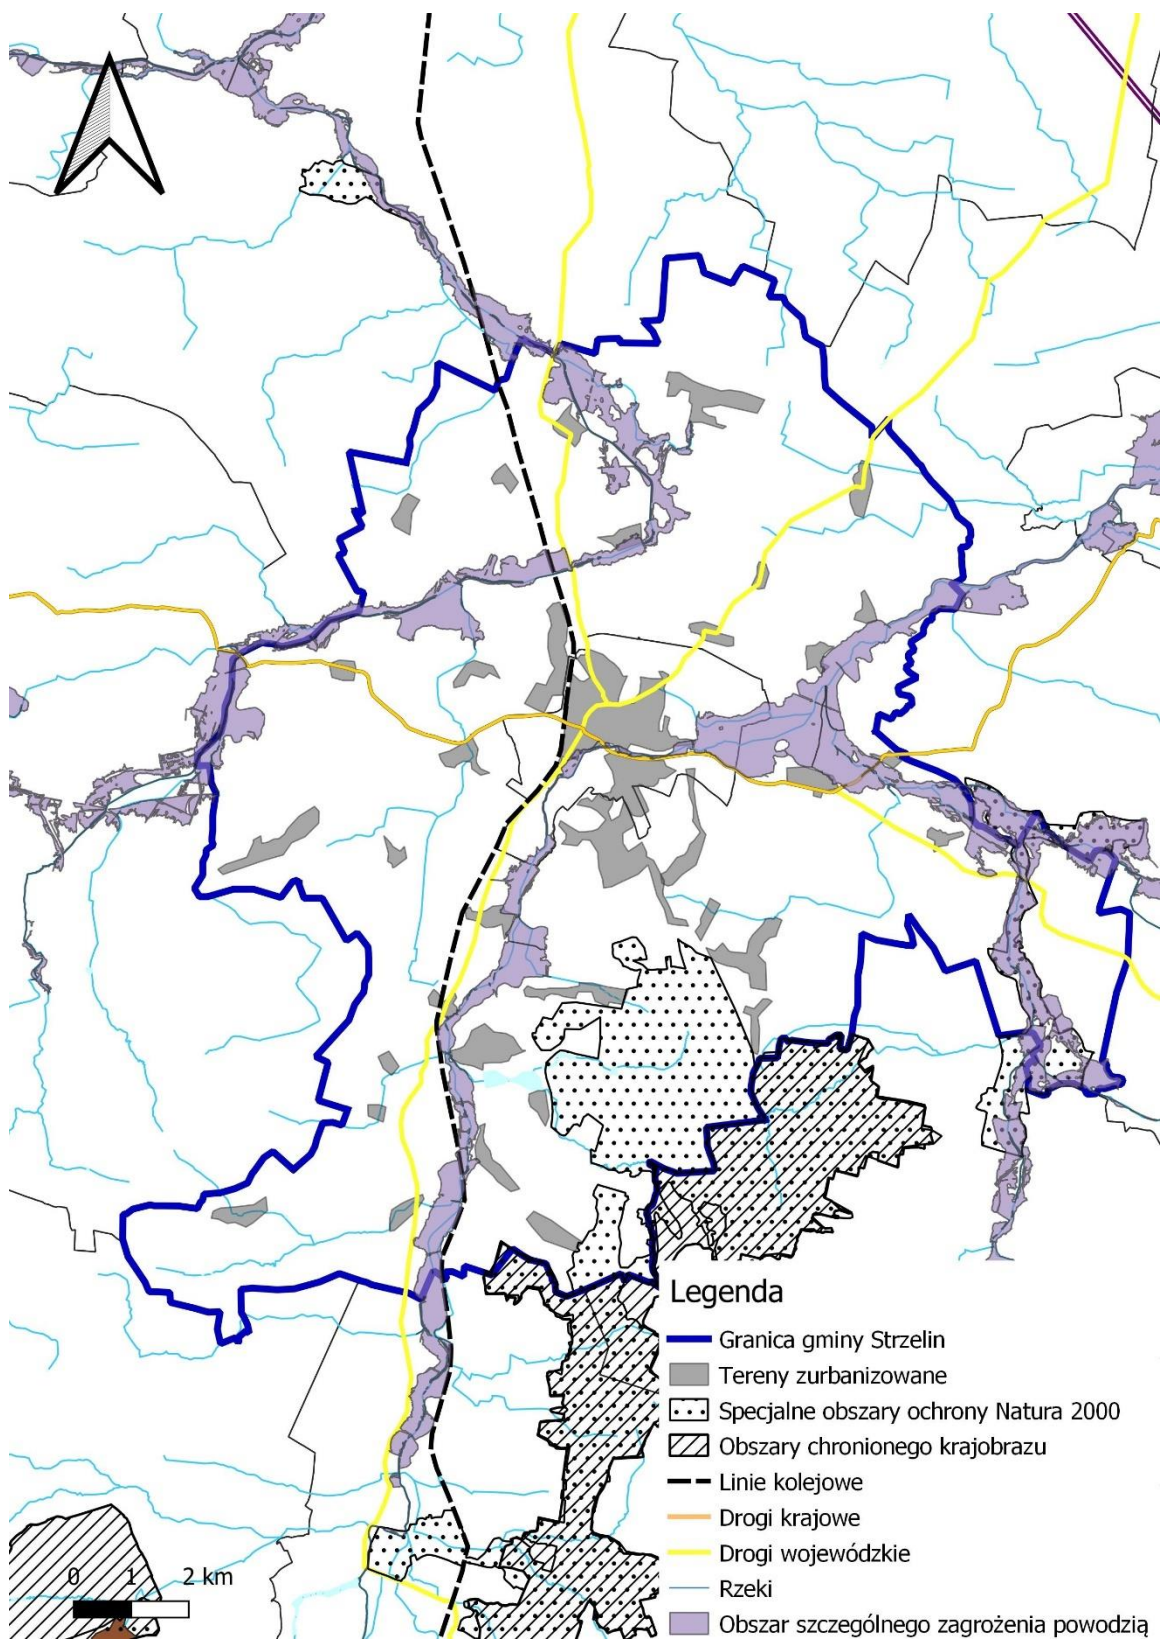 Legenda
Granica gminy Strzelin
Tereny zurbanizowane
Specjalne obszary ochrony Natura 2000
Obszary chronionego krajobrazu
Linie kolejowe
Drogi krajowe
Drogi wojewódzkie
Rzeki
Obszar szczególnego zagrożenia powodzią
0 1 2 km